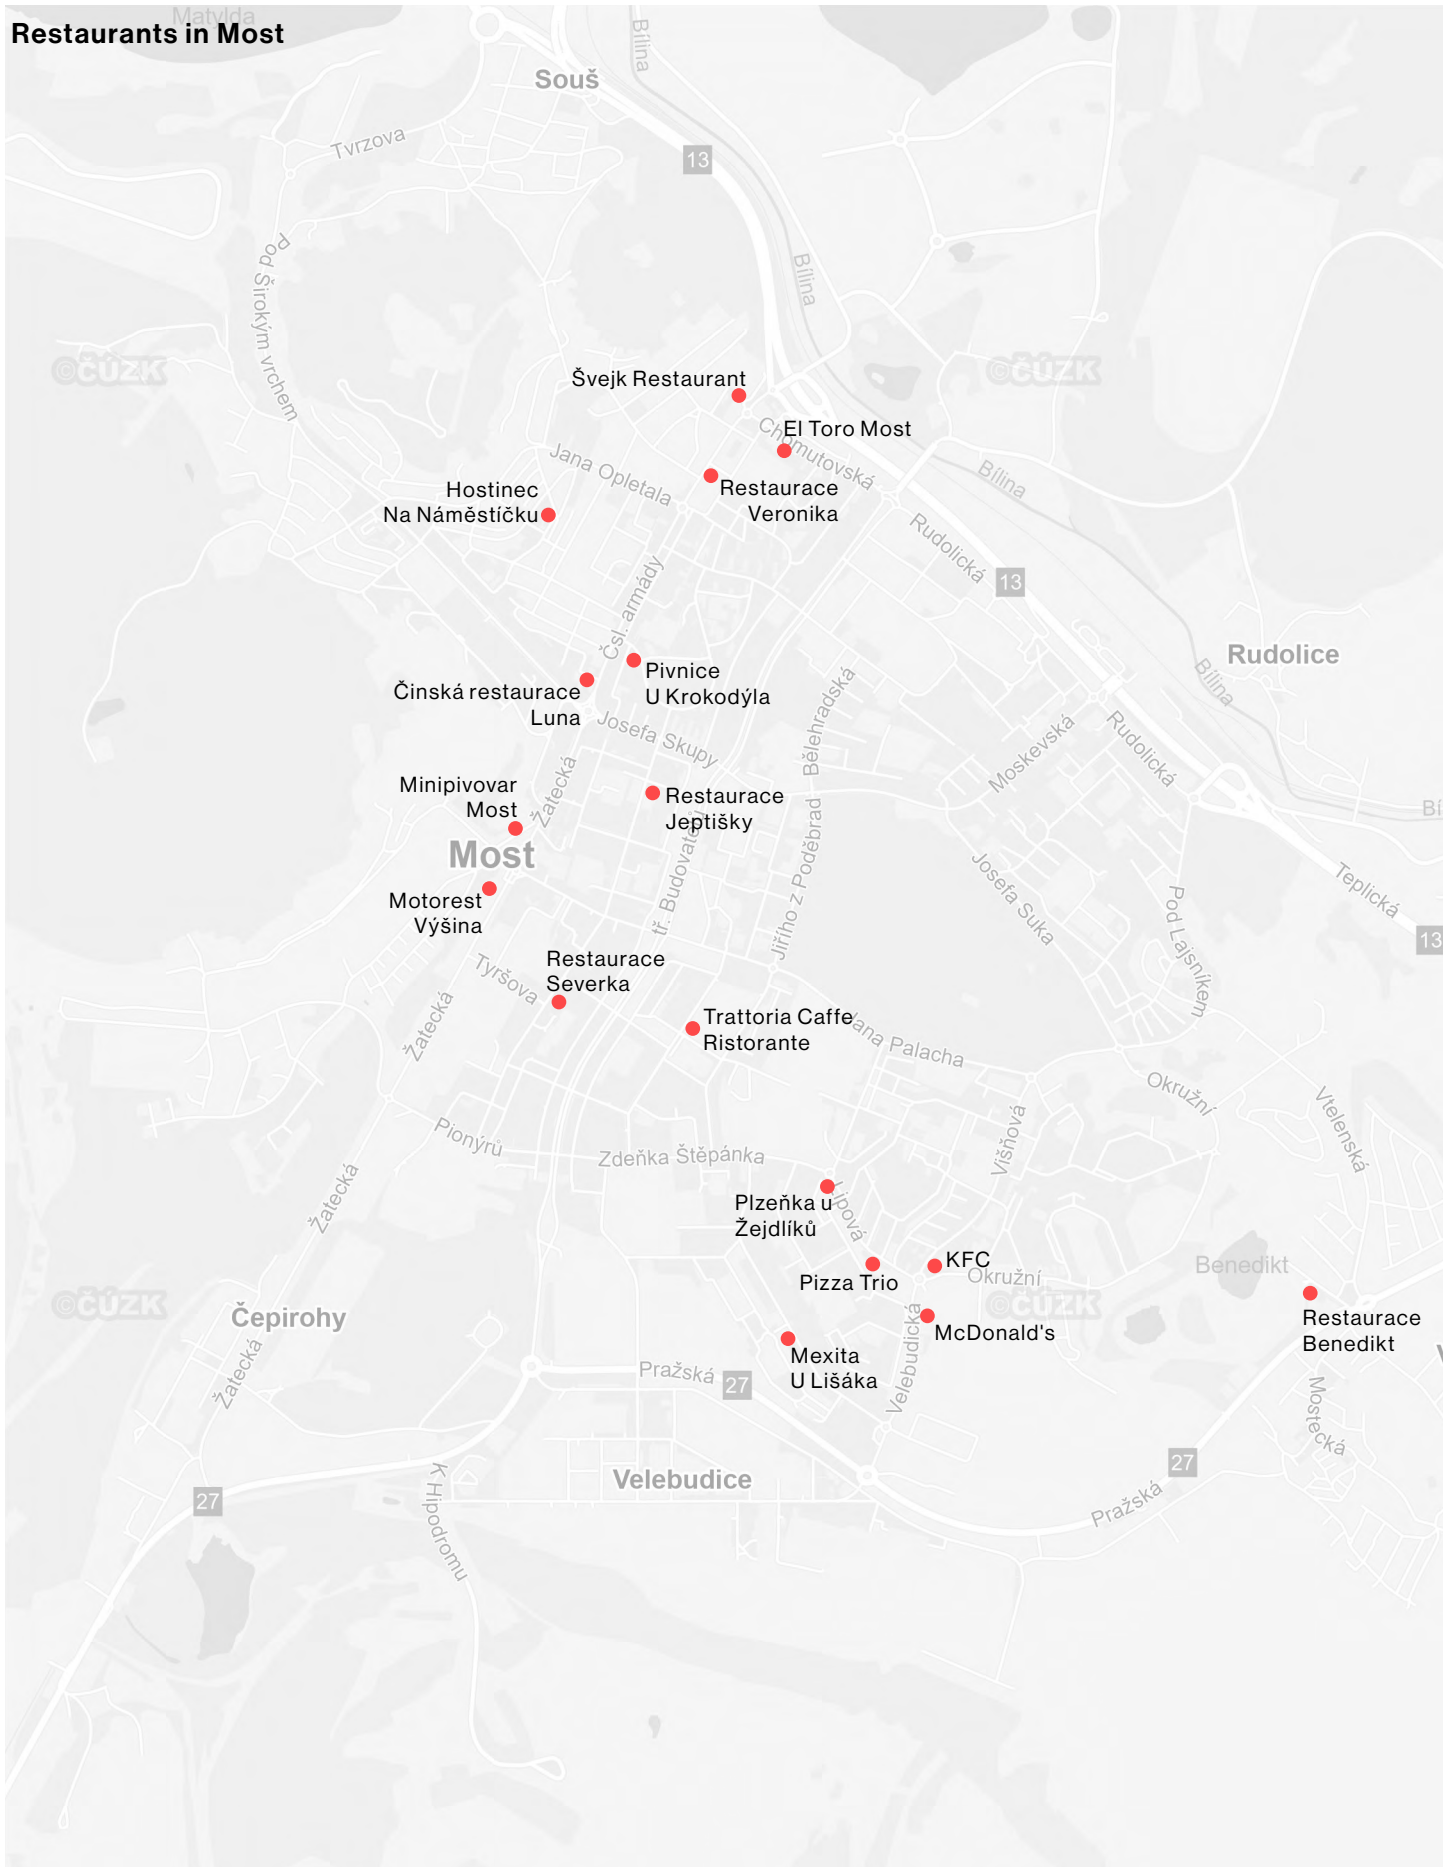 Matylda
Restaurants in Most
Bílina
Souš
Tvrzova
13
Pod Širokým vrchem
Bílina
©ČÚZK
©ČÚZK
Švejk Restaurant
El Toro Most
Chomutovská
Jana Opletala
Bílina
Hostinec
Na Náměstíčku
Restaurace
Veronika
Rudolická
13
Čsl. armády
Rudolice
Pivnice
U Krokodýla
Bílina
Činská restaurace
Luna
Josefa Skupy
Bělehradská
Moskevská
Rudolická
Minipivovar
Most
Žatecká
Restaurace
Jeptišky
Bí
Most
tř. Budovatelů
Jiřího z Poděbrad
Josefa Suka
Pod Lajsníkem
Teplická
13
Motorest
Výšina
Tyršova
Restaurace
Severka
Žatecká
Trattoria Caffe
Ristorante
Jana Palacha
Okružní
Vtelenská
Pionýrů
Zdeňka Štěpánka
Višňová
Žatecká
Plzeňka u
Žejdlíků
Lipová
Pizza Trio
KFC
Okružní
Benedikt
©ČÚZK
©ČÚZK
Čepirohy
McDonald's
Restaurace
Benedikt
Velebudická
Mexita
U Lišáka
Žatecká
Pražská
27
Mostecká
V
Velebudice
27
27
Pražská
K Hipodromu